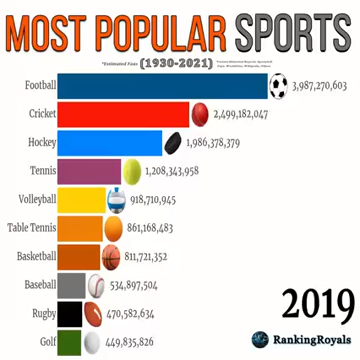 MOST POPULAR SPORTS
*Estimated Fans (1930-2021)
Football 3,987,270,603
Cricket 2,499,182,047
Hockey 1,986,378,379
Tennis 1,208,343,958
Volleyball 918,710,945
Table Tennis 861,168,483
Basketball 811,721,352
Baseball 534,897,504
Rugby 470,582,634
Golf 449,835,826
2019
RankingRoyals